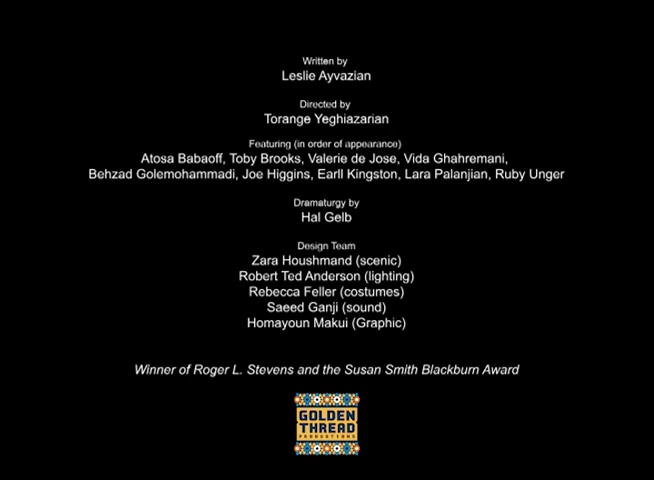 Written by
Leslie Ayvazian
Directed by
Torange Yeghiazarian
Featuring (in order of appearance)
Atosa Babaoff, Toby Brooks, Valerie de Jose, Vida Ghahremani,
Behzad Golemohammadi, Joe Higgins, Earll Kingston, Lara Palanjian, Ruby Unger
Dramaturgy by
Hal Gelb
Design Team
Zara Houshmand (scenic)
Robert Ted Anderson (lighting)
Rebecca Feller (costumes)
Saeed Ganji (sound)
Homayoun Makui (Graphic)
Winner of Roger L. Stevens and the Susan Smith Blackburn Award
GOLDEN
THREAD
PRODUCTIONS